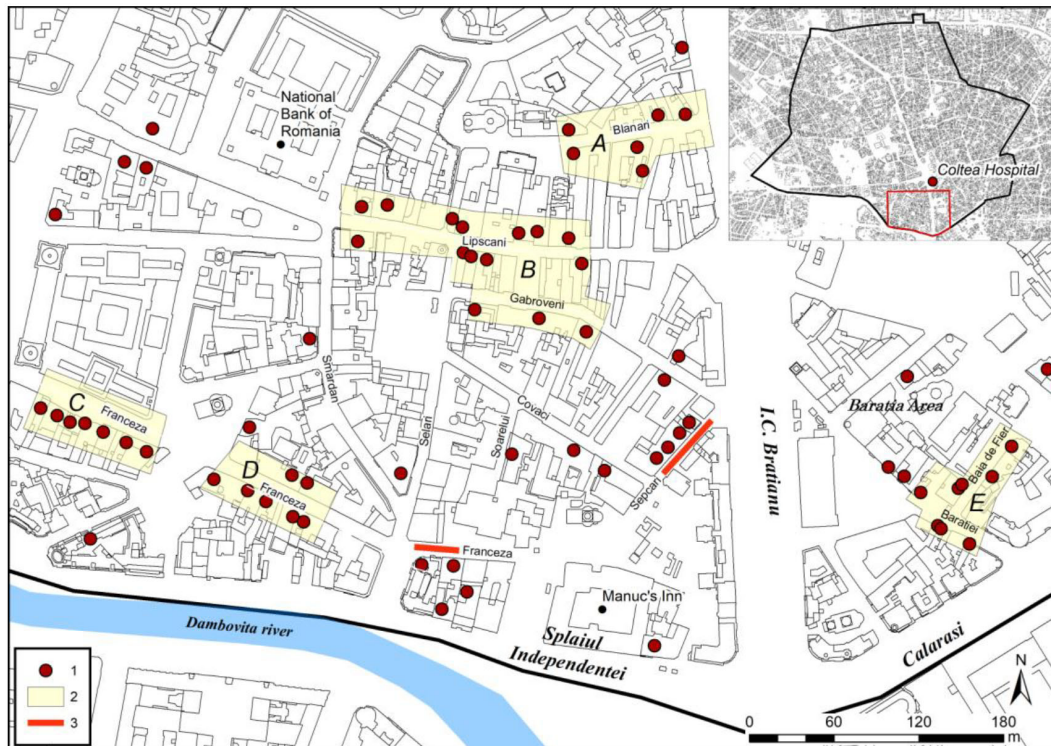 National
Bank of
Romania
A
Blanari
Coltea Hospital
Lipscani
B
Gabroveni
C
Franceza
Smardan
Selari
Soarelui
Covaci
Sepcari
I.C. Bratianu
Baratia Area
Baia de Fier
E
Baratiei
D
Franceza
Franceza
Manuc's Inn
Dambovita river
Splaiul
Independentei
Calarasi
1
2
3
N
0 60 120 180
m